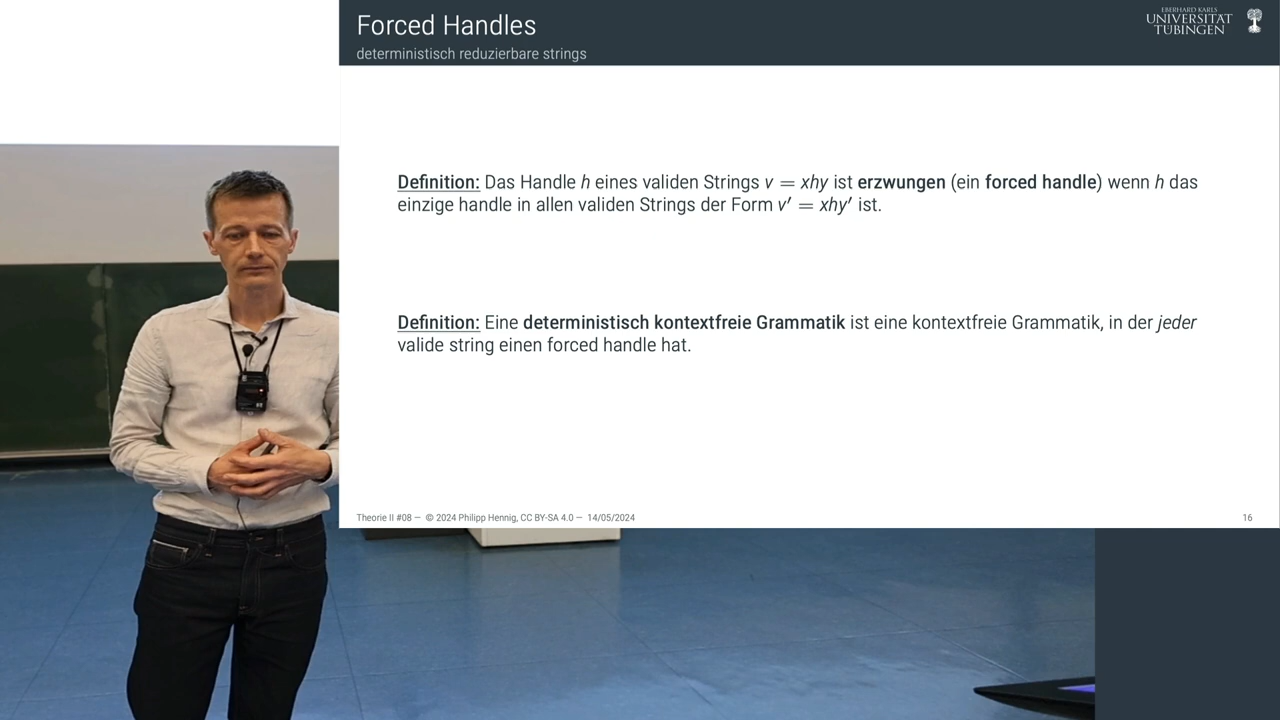 Forced Handles
deterministisch reduzierbare strings
EBERHARD KARLS
UNIVERSITÄT
TÜBINGEN
Definition: Das Handle h eines validen Strings v = xhy ist erzwungen (ein forced handle) wenn h das
einzige handle in allen validen Strings der Form v′ = xhy′ ist.
Definition: Eine deterministisch kontextfreie Grammatik ist eine kontextfreie Grammatik, in der jeder
valide string einen forced handle hat.
Theorie II #08 — © 2024 Philipp Hennig, CC BY-SA 4.0 — 14/05/2024
16